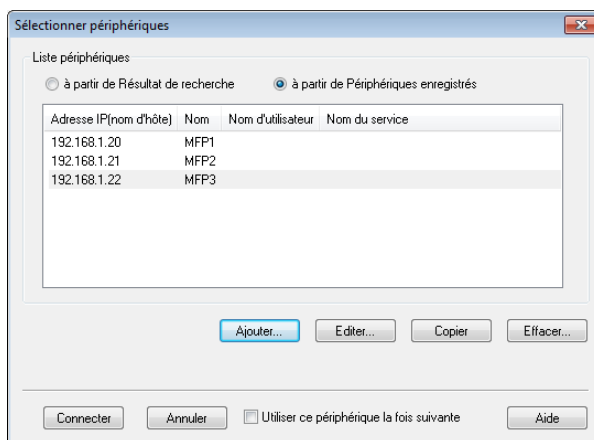 Sélectionner périphériques
Liste périphériques
à partir de Résultat de recherche à partir de Périphériques enregistrés
Adresse IP(nom d'hôte) Nom Nom d'utilisateur Nom du service
192.168.1.20 MFP1
192.168.1.21 MFP2
192.168.1.22 MFP3
Ajouter... Editer... Copier Effacer...
Connecter Annuler Utiliser ce périphérique la fois suivante Aide